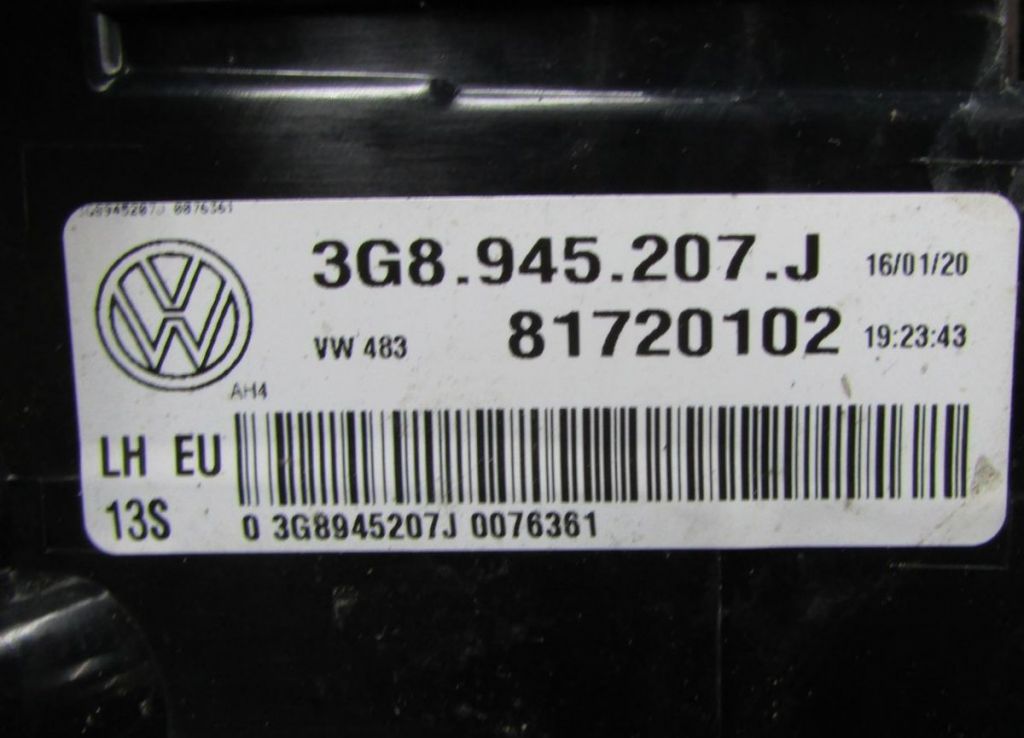 3G8945207J 0076361
3G8.945.207.J 16/01/20
VW 483 81720102 19:23:43
AH4
LH EU
13S
0 3G8945207J 0076361